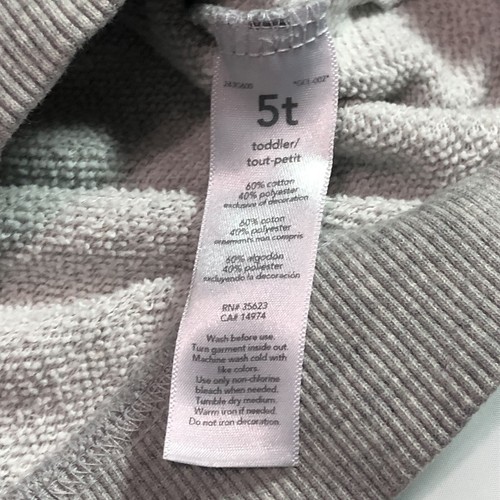 5t
toddler/
tout-petit
60% cotton
40% polyester
exclusive of decoration
60% coton
40% polyester
ornements non compris
60% algodón
40% poliester
excluyendo la decoración
RN# 35623
CA# 14974
Wash before use.
Turn garment inside out.
Machine wash cold with
like colors.
Use only non-chlorine
bleach when needed.
Tumble dry medium.
Warm iron if needed.
Do not iron decoration.